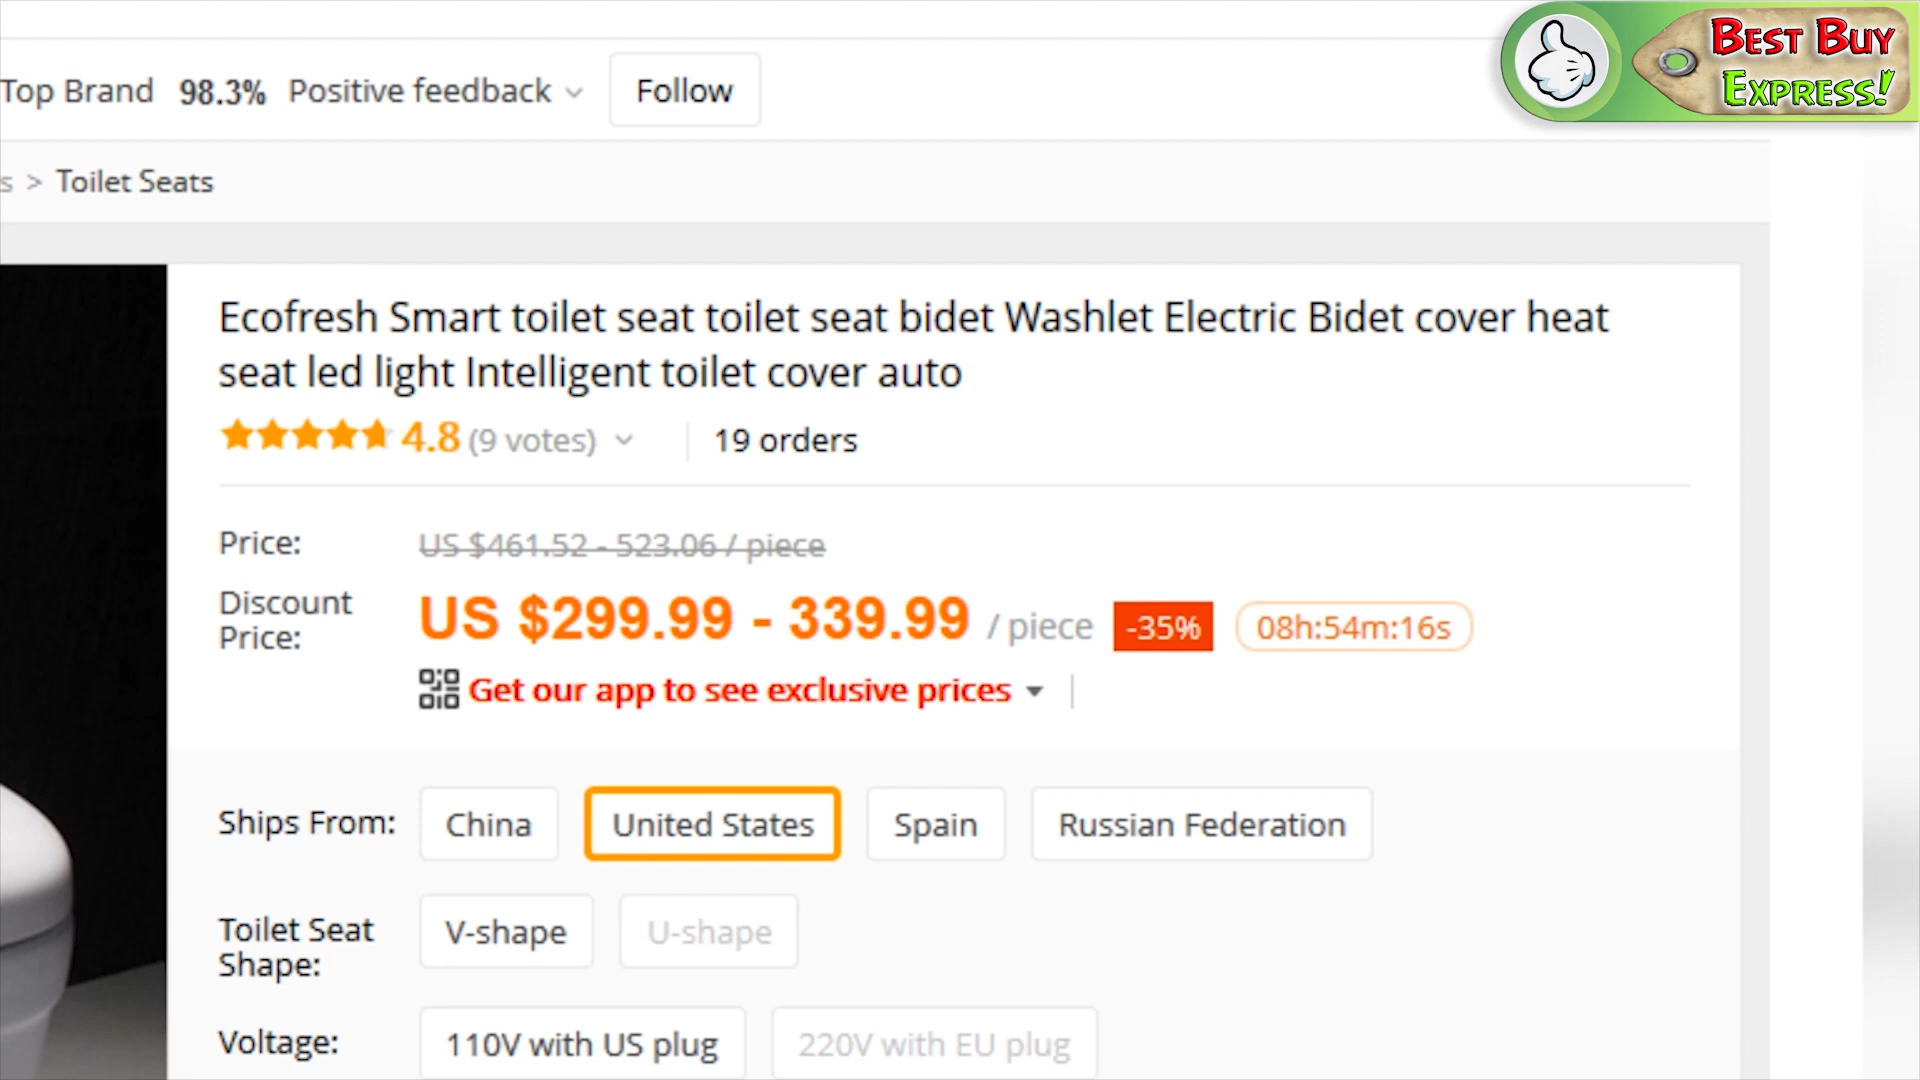 BEST BUY
EXPRESS!
Top Brand 98.3% Positive feedback Follow
s > Toilet Seats
Ecofresh Smart toilet seat toilet seat bidet Washlet Electric Bidet cover heat
seat led light Intelligent toilet cover auto
4.8 (9 votes) 19 orders
Price: US $461.52 - 523.06 / piece
Discount
Price: US $299.99 - 339.99 / piece -35% 08h:54m:16s
Get our app to see exclusive prices
Ships From: China United States Spain Russian Federation
Toilet Seat
Shape: V-shape U-shape
Voltage: 110V with US plug 220V with EU plug